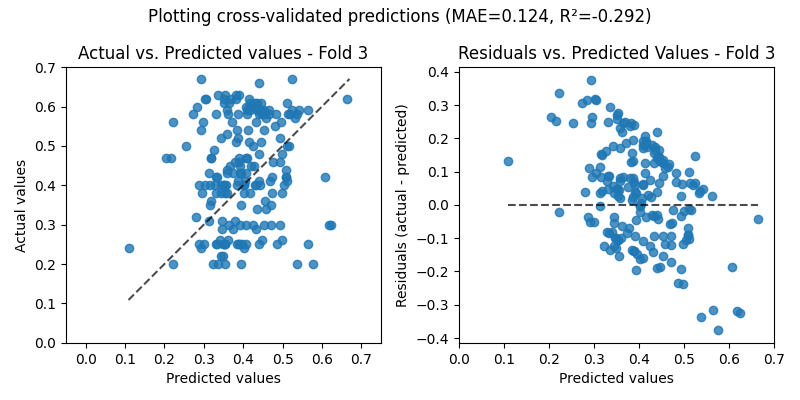 Plotting cross-validated predictions (MAE=0.124, R²=-0.292)
Actual vs. Predicted values - Fold 3
Actual values
0.7
0.6
0.5
0.4
0.3
0.2
0.1
0.0
0.0 0.1 0.2 0.3 0.4 0.5 0.6 0.7
Predicted values
Residuals vs. Predicted Values - Fold 3
Residuals (actual - predicted)
0.4
0.3
0.2
0.1
0.0
−0.1
−0.2
−0.3
−0.4
0.0 0.1 0.2 0.3 0.4 0.5 0.6 0.7
Predicted values